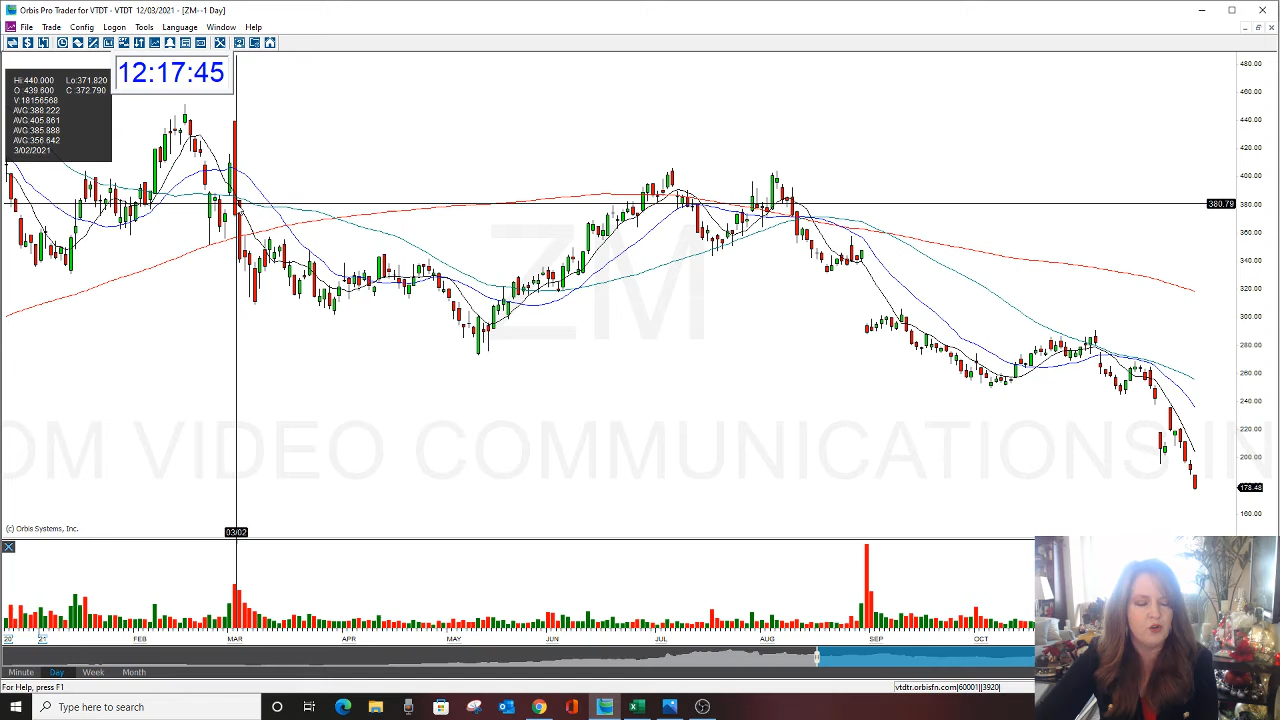 Orbis Pro Trader for VTDT - VTDT 12/03/2021 - [ZM--1 Day]
File Trade Config Logon Tools Language Window Help
12:17:45
Hi:440.000 Lo:371.820
O :439.600 C :372.790
V:18156568
AVG:388.222
AVG:405.861
AVG:385.888
AVG:356.642
3/02/2021
480.00
460.00
440.00
420.00
400.00
380.00
380.79
360.00
340.00
320.00
300.00
280.00
260.00
240.00
220.00
200.00
178.48
160.00
ZM
OM VIDEO COMMUNICATIONS IN
(c) Orbis Systems, Inc.
03/02
20 21 FEB MAR APR MAY JUN JUL AUG SEP OCT
Minute Day Week Month
For Help, press F1
vtdtr.orbisfn.com|60001||3920|
Type here to search